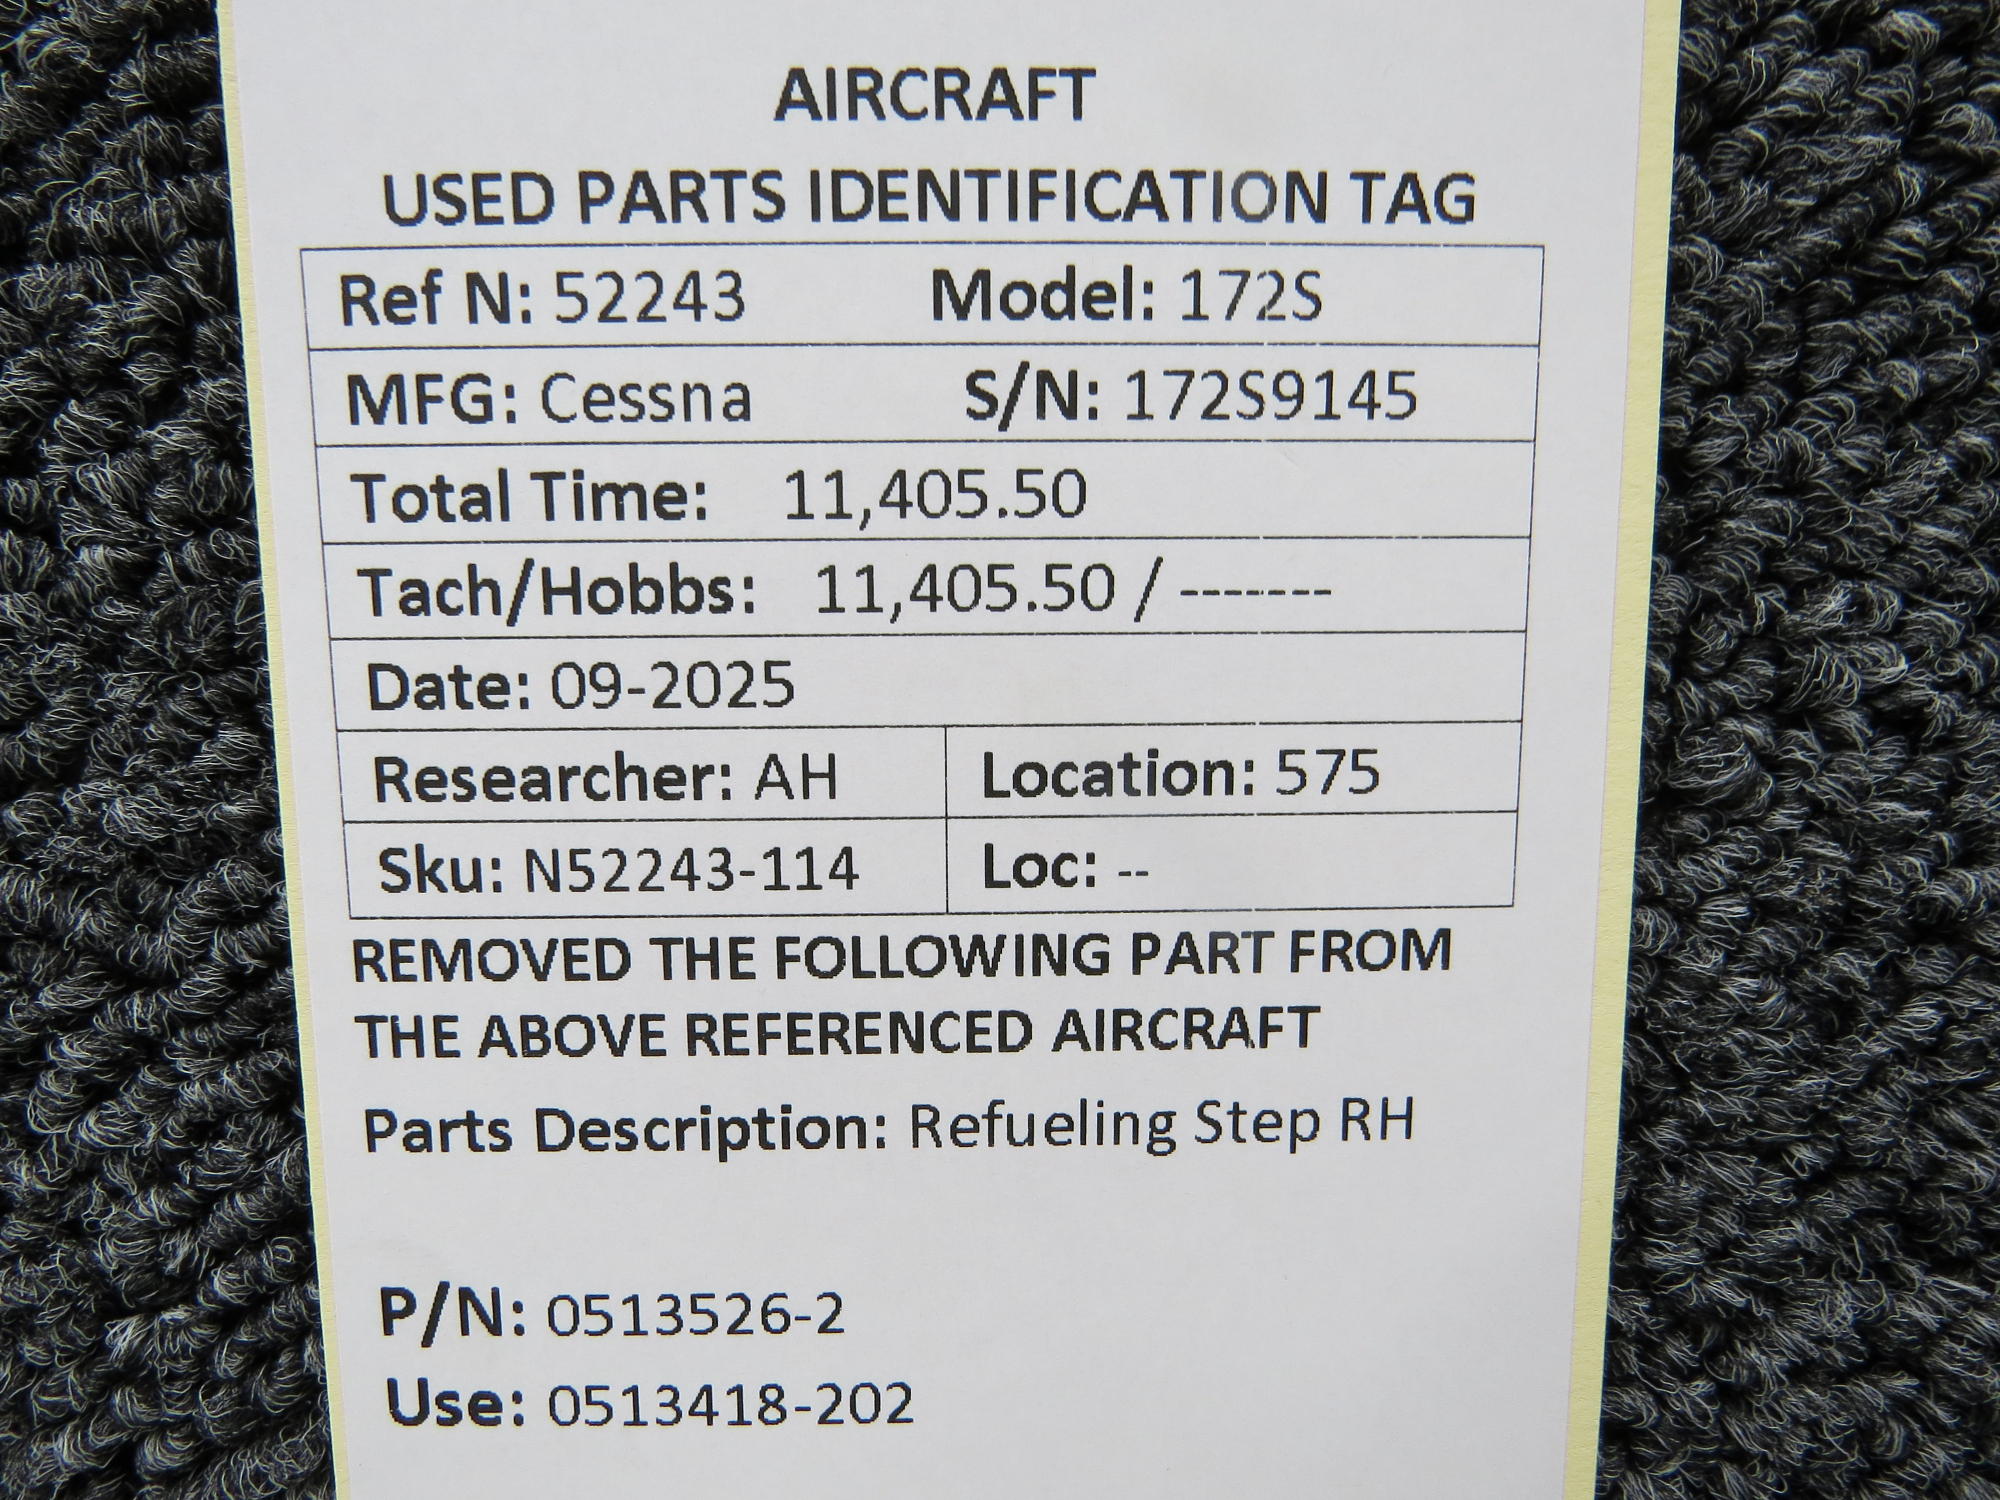 AIRCRAFT
USED PARTS IDENTIFICATION TAG
Ref N: 52243 Model: 172S
MFG: Cessna S/N: 172S9145
Total Time: 11,405.50
Tach/Hobbs: 11,405.50 / -------
Date: 09-2025
Researcher: AH Location: 575
Sku: N52243-114 Loc: --
REMOVED THE FOLLOWING PART FROM
THE ABOVE REFERENCED AIRCRAFT
Parts Description: Refueling Step RH
P/N: 0513526-2
Use: 0513418-202